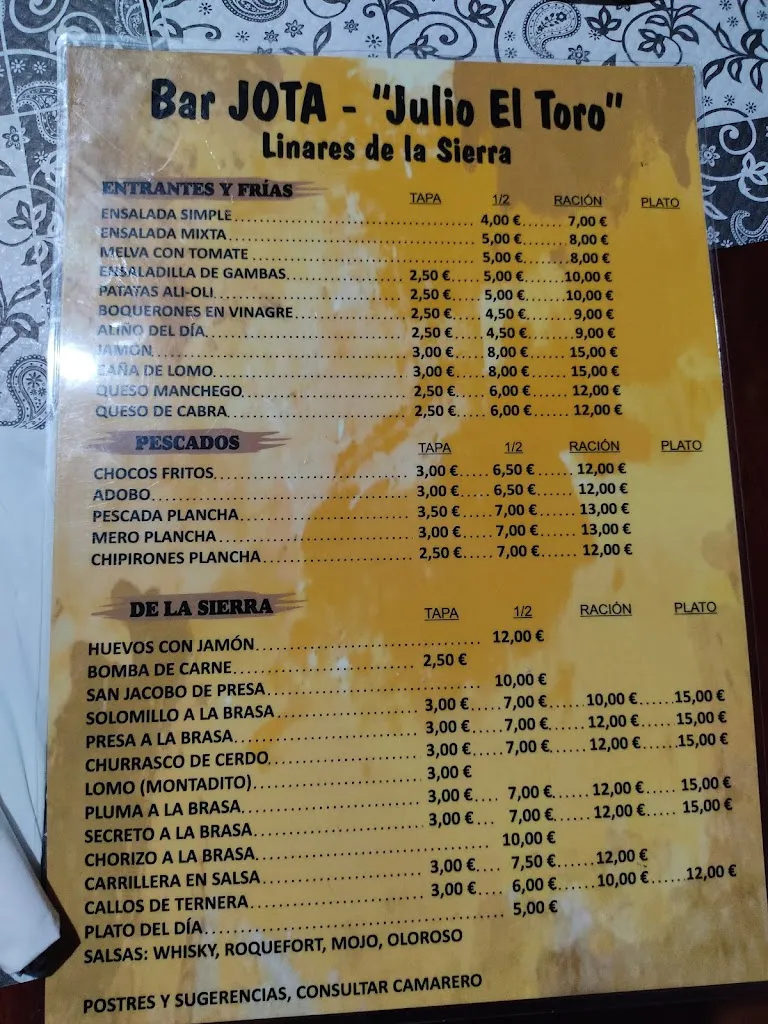 Bar JOTA - "Julio El Toro"
Linares de la Sierra
ENTRANTES Y FRÍAS TAPA 1/2 RACIÓN PLATO
ENSALADA SIMPLE 4,00 € 7,00 €
ENSALADA MIXTA 5,00 € 8,00 €
MELVA CON TOMATE 5,00 € 8,00 €
ENSALADILLA DE GAMBAS 2,50 € 5,00 € 10,00 €
PATATAS ALI-OLI 2,50 € 5,00 € 10,00 €
BOQUERONES EN VINAGRE 2,50 € 4,50 € 9,00 €
ALIÑO DEL DÍA 2,50 € 4,50 € 9,00 €
JAMÓN 3,00 € 8,00 € 15,00 €
CAÑA DE LOMO 3,00 € 8,00 € 15,00 €
QUESO MANCHEGO 2,50 € 6,00 € 12,00 €
QUESO DE CABRA 2,50 € 6,00 € 12,00 €
PESCADOS TAPA 1/2 RACIÓN PLATO
CHOCOS FRITOS 3,00 € 6,50 € 12,00 €
ADOBO 3,00 € 6,50 € 12,00 €
PESCADA PLANCHA 3,50 € 7,00 € 13,00 €
MERO PLANCHA 3,00 € 7,00 € 13,00 €
CHIPIRONES PLANCHA 2,50 € 7,00 € 12,00 €
DE LA SIERRA TAPA 1/2 RACIÓN PLATO
HUEVOS CON JAMÓN 12,00 €
BOMBA DE CARNE 2,50 €
SAN JACOBO DE PRESA 10,00 €
SOLOMILLO A LA BRASA 3,00 € 7,00 € 10,00 € 15,00 €
PRESA A LA BRASA 3,00 € 7,00 € 12,00 € 15,00 €
CHURRASCO DE CERDO 3,00 € 7,00 € 12,00 € 15,00 €
LOMO (MONTADITO) 3,00 €
PLUMA A LA BRASA 3,00 € 7,00 € 12,00 € 15,00 €
SECRETO A LA BRASA 3,00 € 7,00 € 12,00 € 15,00 €
CHORIZO A LA BRASA 10,00 €
CARRILLERA EN SALSA 3,00 € 7,50 € 12,00 €
CALLOS DE TERNERA 3,00 € 6,00 € 10,00 € 12,00 €
PLATO DEL DÍA 5,00 €
SALSAS: WHISKY, ROQUEFORT, MOJO, OLOROSO
POSTRES Y SUGERENCIAS, CONSULTAR CAMARERO